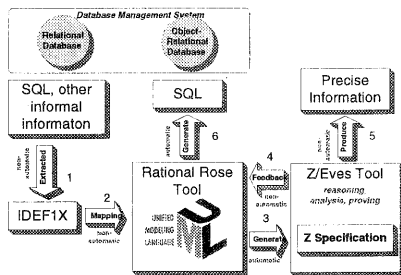 Database Management System
Relational
Database
Object-
Relational
Database
SQL, other
informal
informaton
SQL
Precise
Information
non-
automatic
Extracted
1
automatic
Generate
6
non-
automatic
Produce
5
IDEF1X
2
Mapping
non-
automatic
Rational Rose
Tool
UNIFIED
MODELING
LANGUAGE
UML
4
Feedback
non-
automatic
3
Generate
automatic
Z/Eves Tool
reasoning,
analysis, proving
Z Specification